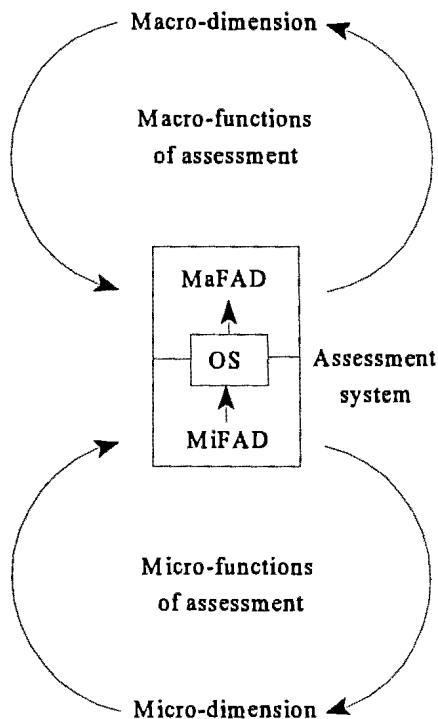 Macro-dimension
Macro-functions
of assessment
MaFAD
OS
Assessment
system
MiFAD
Micro-functions
of assessment
Micro-dimension